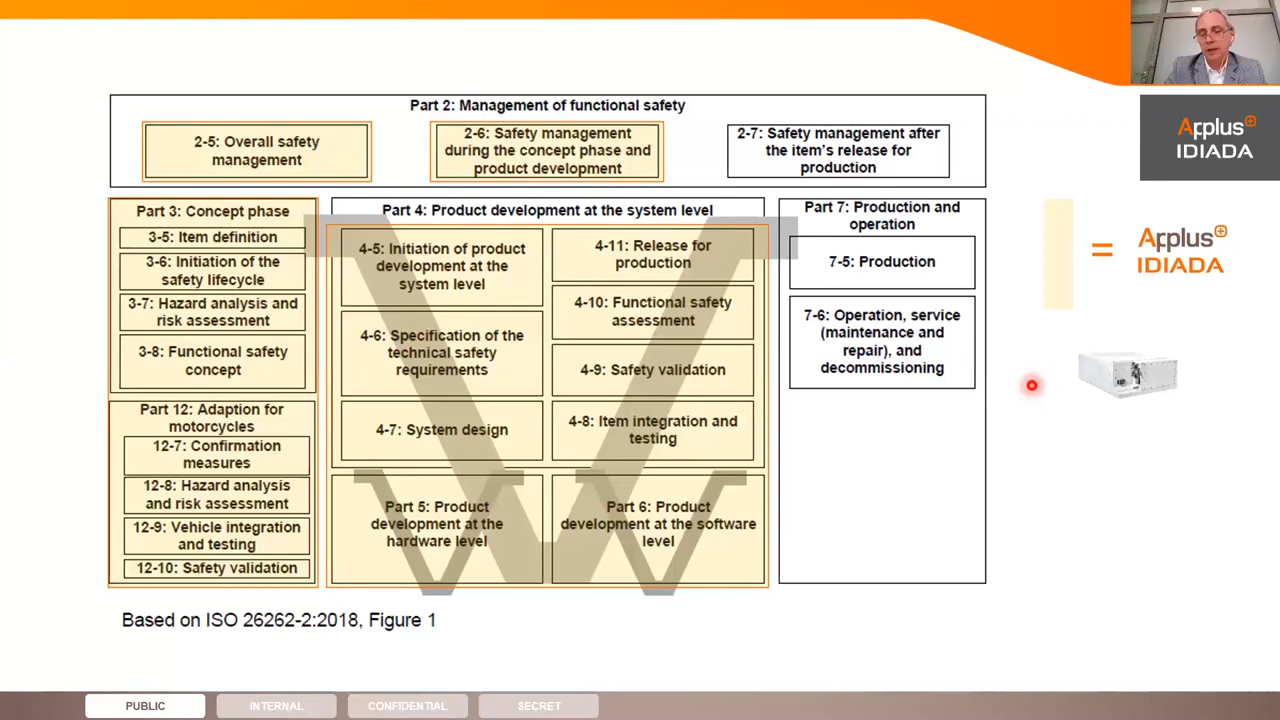 Applus+
IDIADA
Part 2: Management of functional safety
2-5: Overall safety
management
2-6: Safety management
during the concept phase and
product development
2-7: Safety management after
the item's release for
production
Part 3: Concept phase
3-5: Item definition
3-6: Initiation of the
safety lifecycle
3-7: Hazard analysis and
risk assessment
3-8: Functional safety
concept
Part 12: Adaption for
motorcycles
12-7: Confirmation
measures
12-8: Hazard analysis
and risk assessment
12-9: Vehicle integration
and testing
12-10: Safety validation
Part 4: Product development at the system level
4-5: Initiation of product
development at the
system level
4-6: Specification of the
technical safety
requirements
4-7: System design
4-11: Release for
production
4-10: Functional safety
assessment
4-9: Safety validation
4-8: Item integration and
testing
Part 5: Product
development at the
hardware level
Part 6: Product
development at the software
level
Part 7: Production and
operation
7-5: Production
7-6: Operation, service
(maintenance and
repair), and
decommissioning
= Applus+
IDIADA
Based on ISO 26262-2:2018, Figure 1
PUBLIC
INTERNAL
CONFIDENTIAL
SECRET